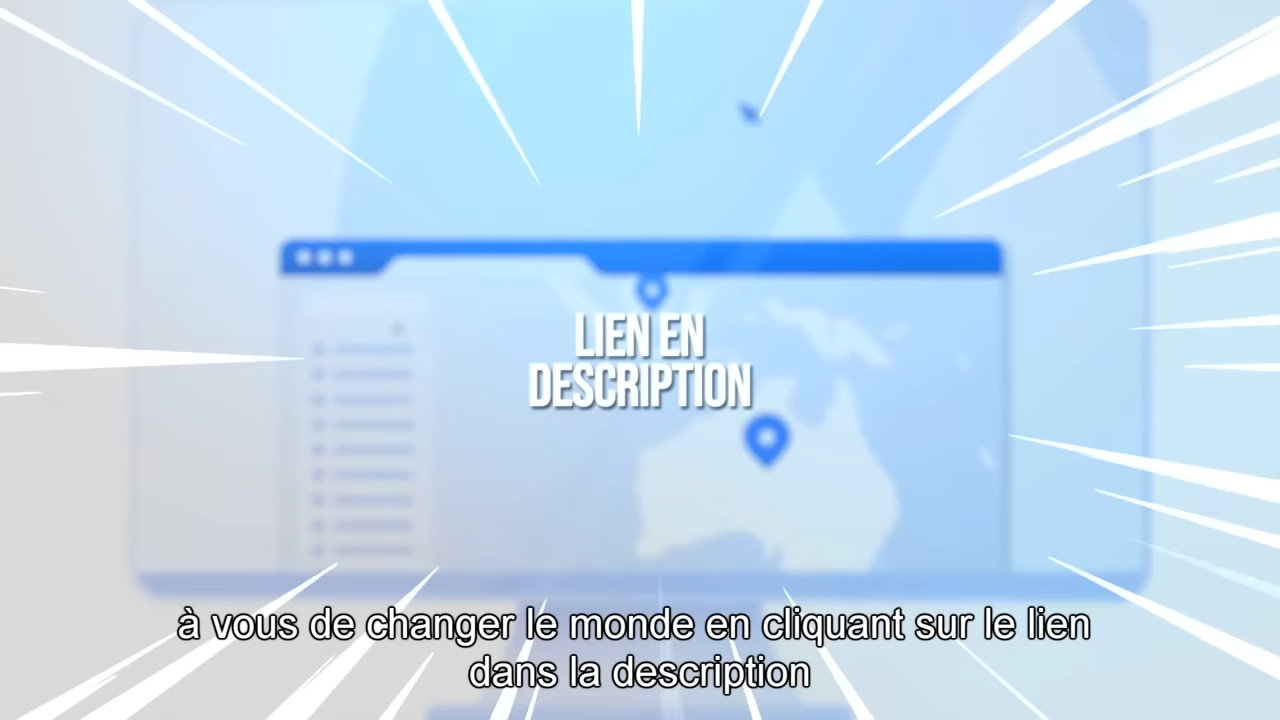 LIEN EN
DESCRIPTION
à vous de changer le monde en cliquant sur le lien
dans la description